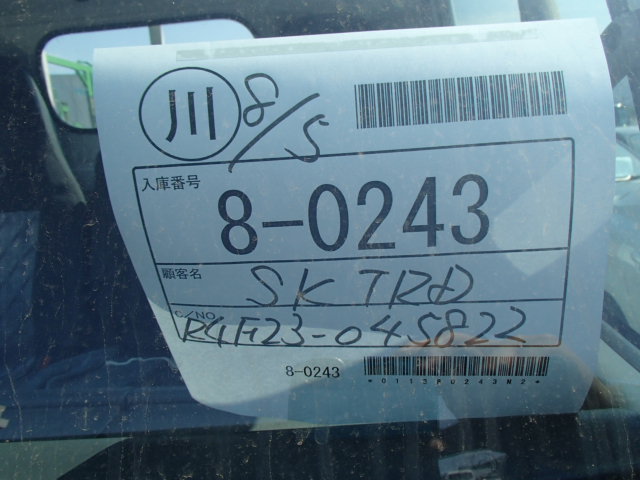 川 8/5
入庫番号
8-0243
顧客名 SK TRD
C/NO. R4F23-045822
8-0243 *0113P0243N2*